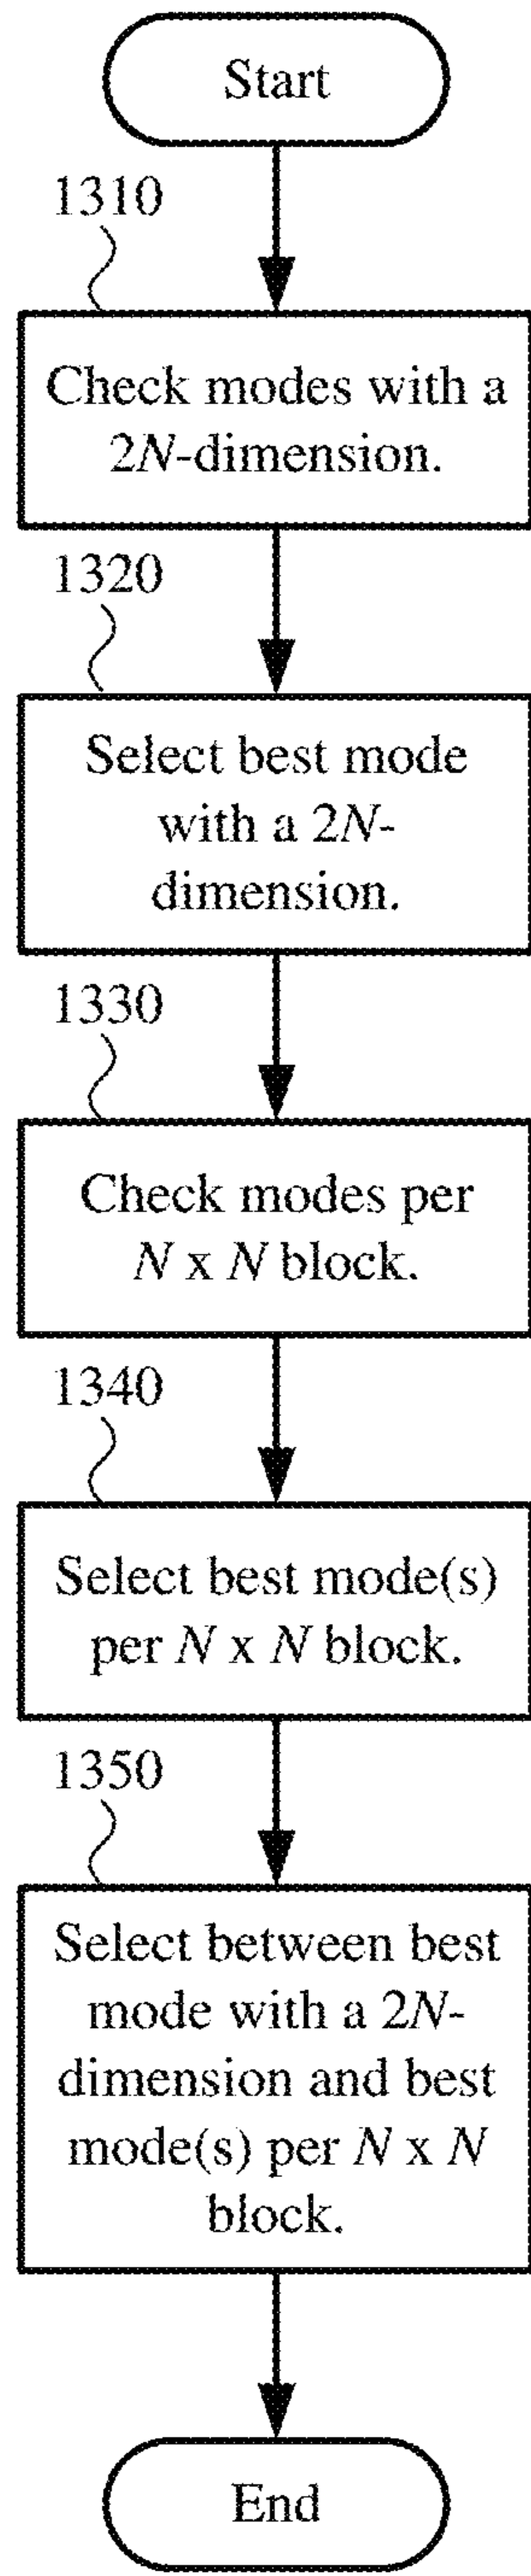 Start
1310
Check modes with a
2N-dimension.
1320
Select best mode
with a 2N-
dimension.
1330
Check modes per
N x N block.
1340
Select best mode(s)
per N x N block.
1350
Select between best
mode with a 2N-
dimension and best
mode(s) per N x N
block.
End